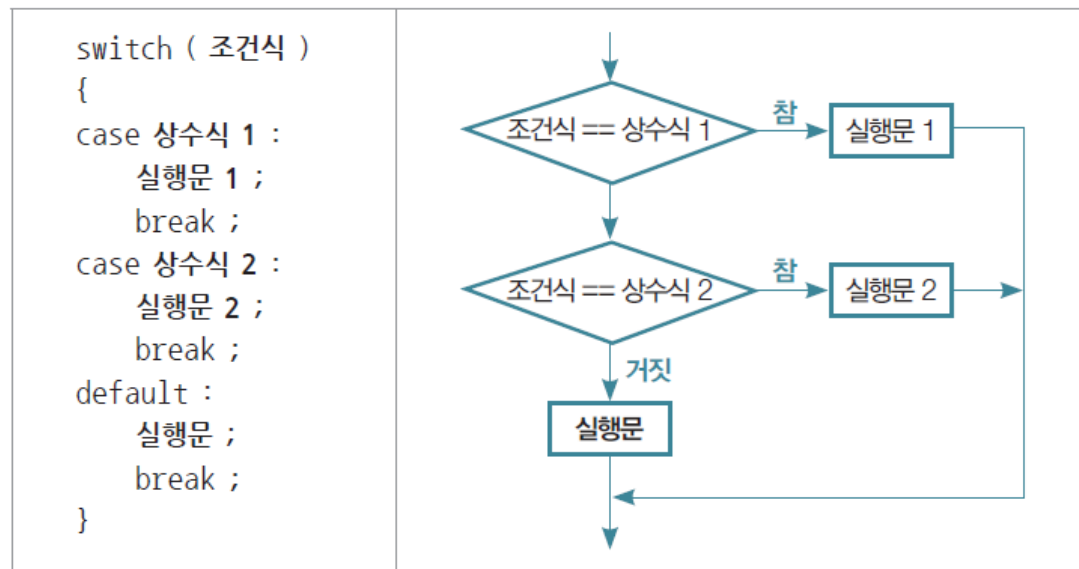 switch ( 조건식 )
{
case 상수식 1 :
실행문 1 ;
break ;
case 상수식 2 :
실행문 2 ;
break ;
default :
실행문 ;
break ;
}
조건식 == 상수식 1
참
실행문 1
조건식 == 상수식 2
참
실행문 2
거짓
실행문